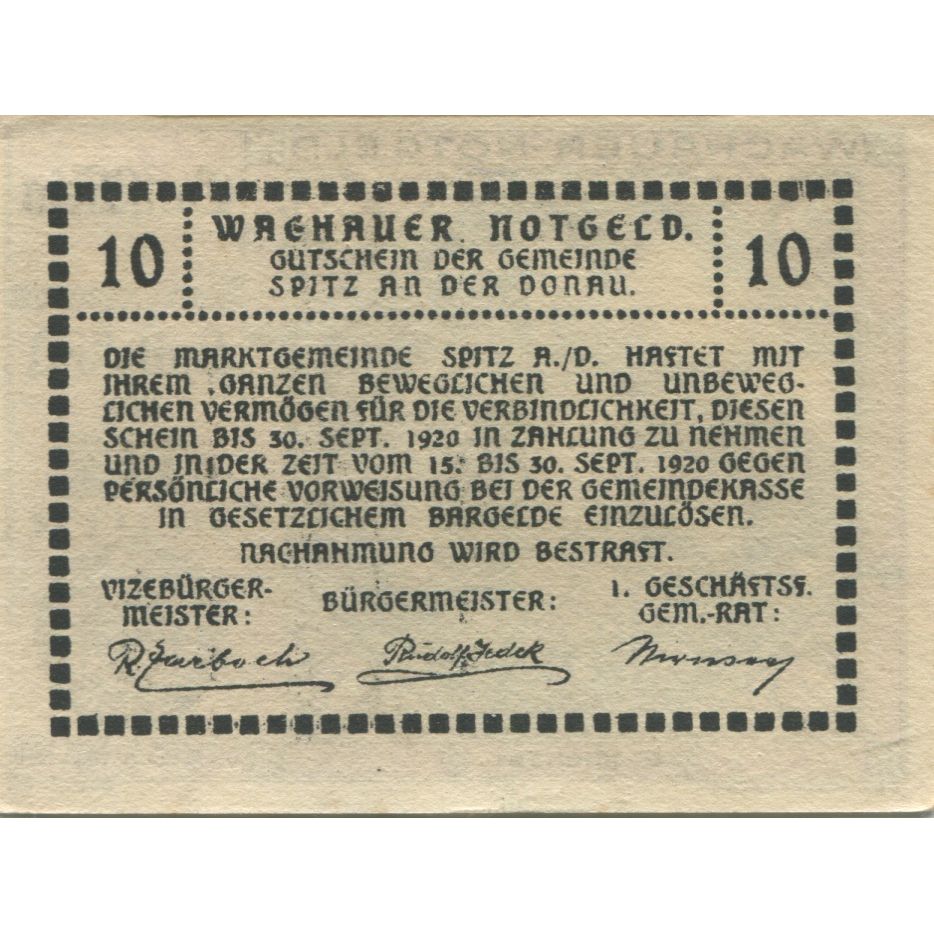 10 WACHAUER NOTGELD. 10
GUTSCHEIN DER GEMEINDE
SPITZ AN DER DONAU.
DIE MARKTGEMEINDE SPITZ A./D. HAFTET MIT
IHREM GANZEN BEWEGLICHEN UND UNBEWEG-
LICHEN VERMÖGEN FÜR DIE VERBINDLICHKEIT, DIESEN
SCHEIN BIS 30. SEPT. 1920 IN ZAHLUNG ZU NEHMEN
UND IN DER ZEIT VOM 15. BIS 30. SEPT. 1920 GEGEN
PERSÖNLICHE VORWEISUNG BEI DER GEMEINDEKASSE
IN GESETZLICHEM BARGELDE EINZULÖSEN.
NACHAHMUNG WIRD BESTRAFT.
VIZEBÜRGER-
MEISTER:
BÜRGERMEISTER:
1. GESCHÄFTSF.
GEM.-RAT:
Rudolf Jedek